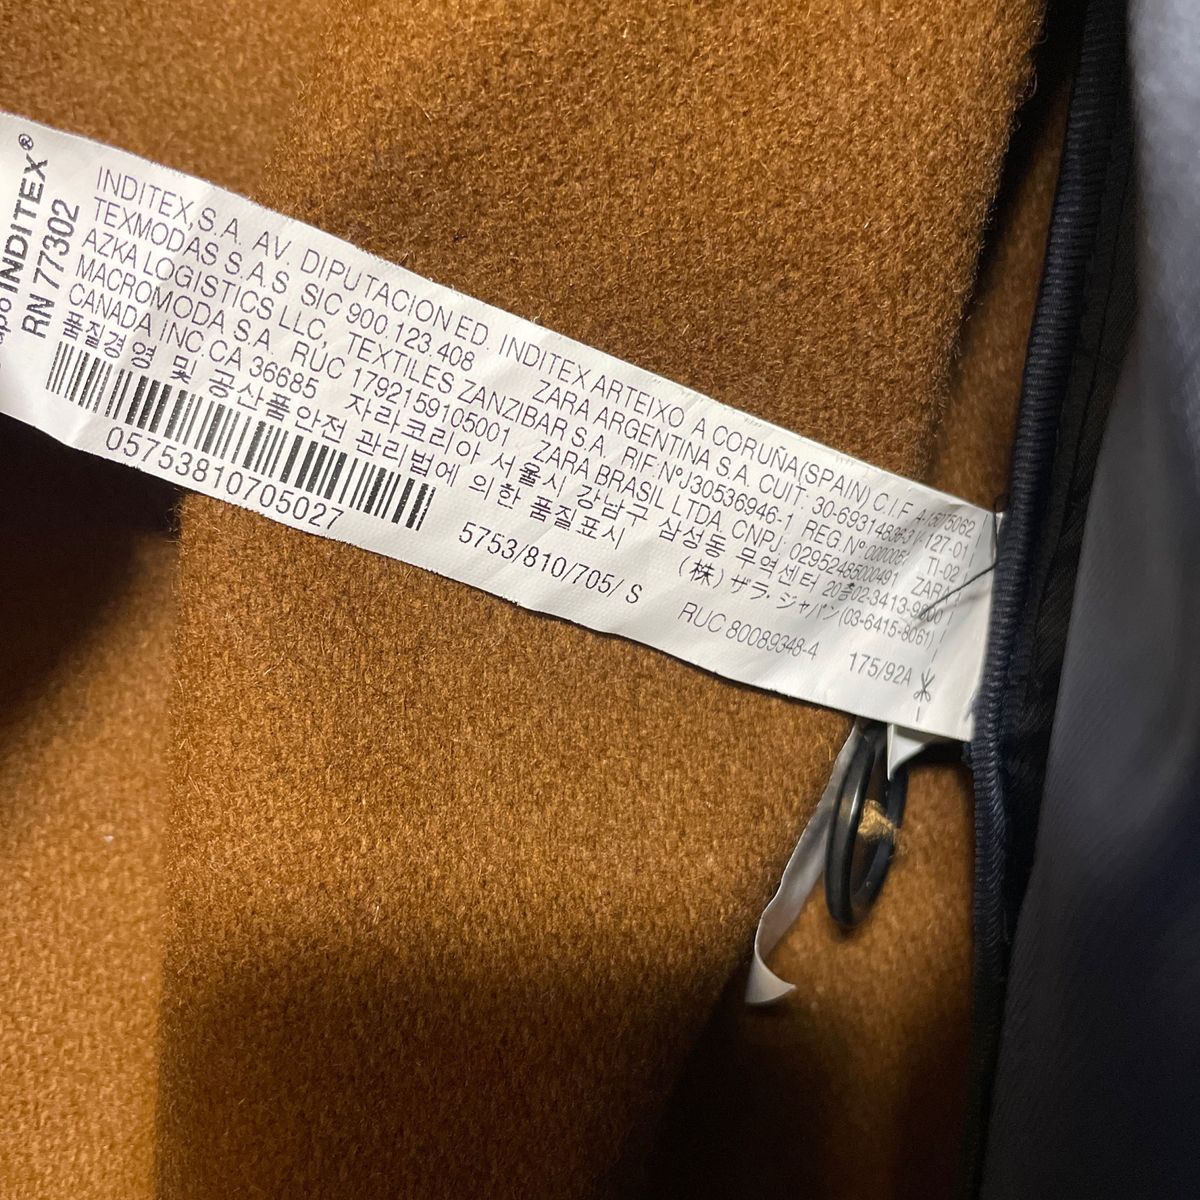 INDITEX®
RN 77302
INDITEX, S.A. AV. DIPUTACION ED. INDITEX ARTEIXO A CORUÑA (SPAIN) C.I.F. A-15075062
TEXMODAS S.A.S. SIC 900.123.408 ZARA ARGENTINA S.A. CUIT: 30-69314836-3
AZKA LOGISTICS LLC, TEXTILES ZANZIBAR S.A. RIF.NºJ30536946-1 REG.Nº
MACROMODA S.A. RUC 1792159105001 ZARA BRASIL LTDA, CNPJ: 02952485000491 ZARA
CANADA INC.CA 36685 자라코리아 서울시 강남구 삼성동 무역센터 20층02-3413-9800
품질경영 및 공산품안전 관리법에 의한 품질표시 (株) ザラ・ジャパン(03-6415-8061)
05753810705027
5753/810/705/ S
RUC 80089348-4
175/92A